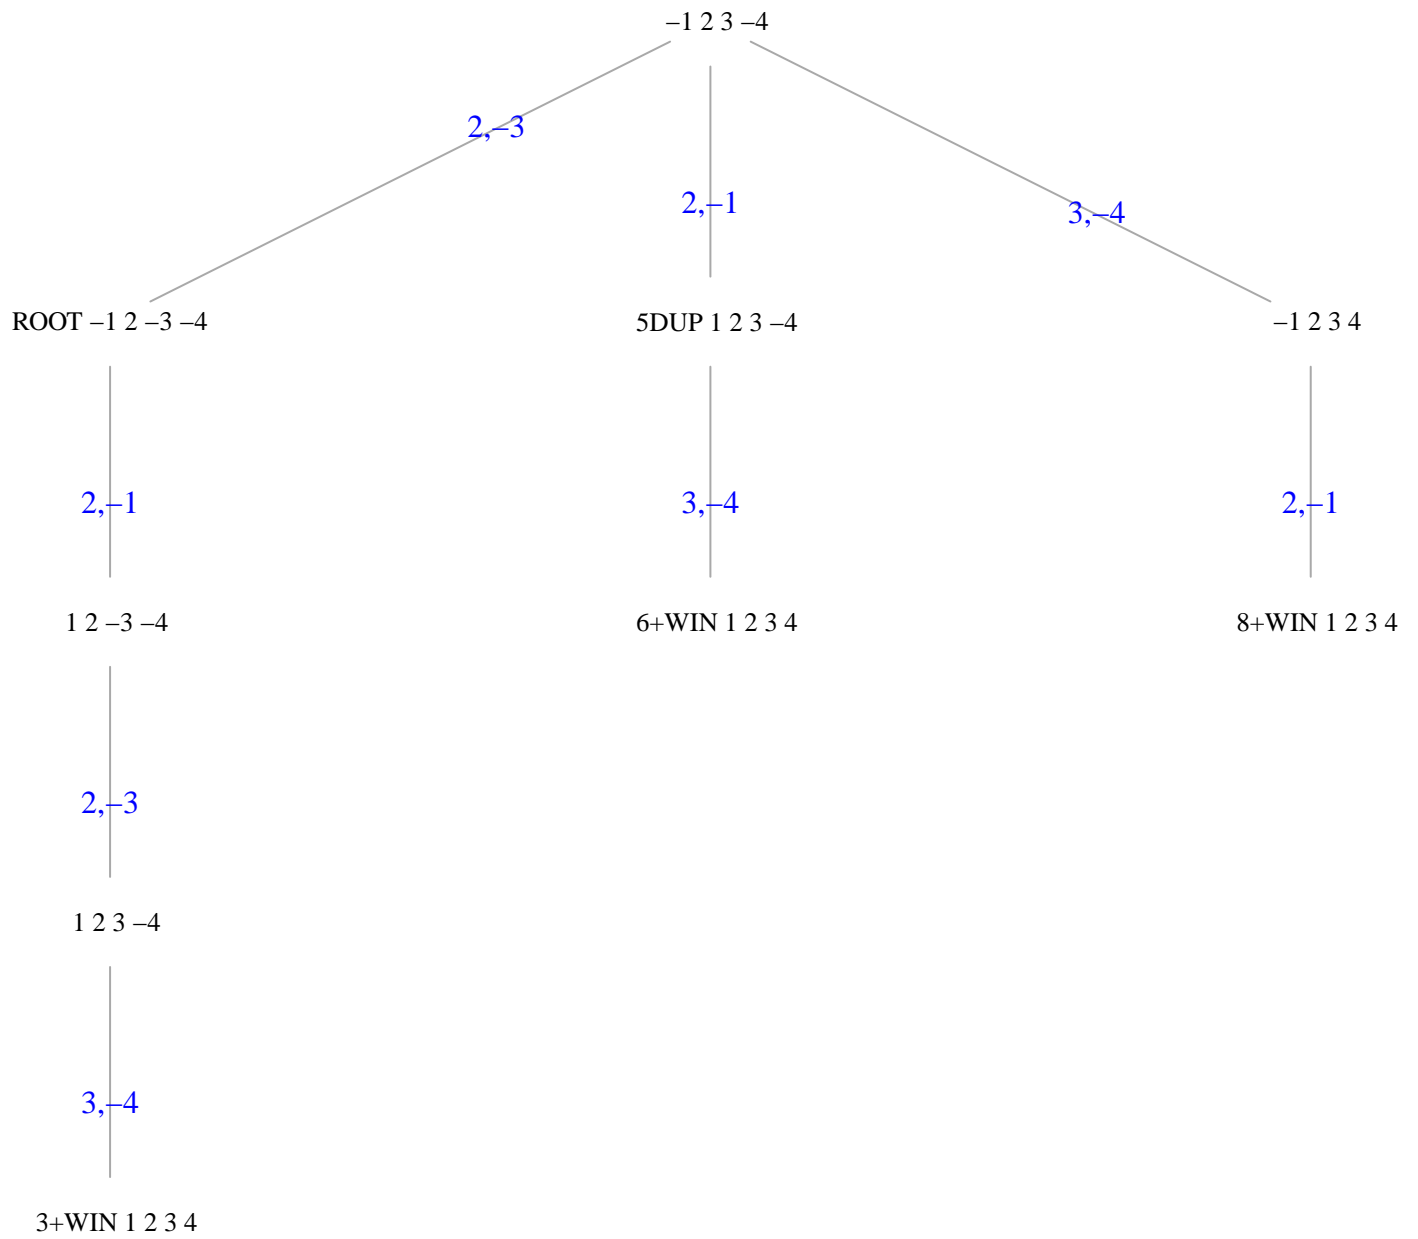 –1 2 3 –4
2,–3
2,–1
3,–4
ROOT –1 2 –3 –4
5DUP 1 2 3 –4
–1 2 3 4
2,–1
3,–4
2,–1
1 2 –3 –4
6+WIN 1 2 3 4
8+WIN 1 2 3 4
2,–3
1 2 3 –4
3,–4
3+WIN 1 2 3 4